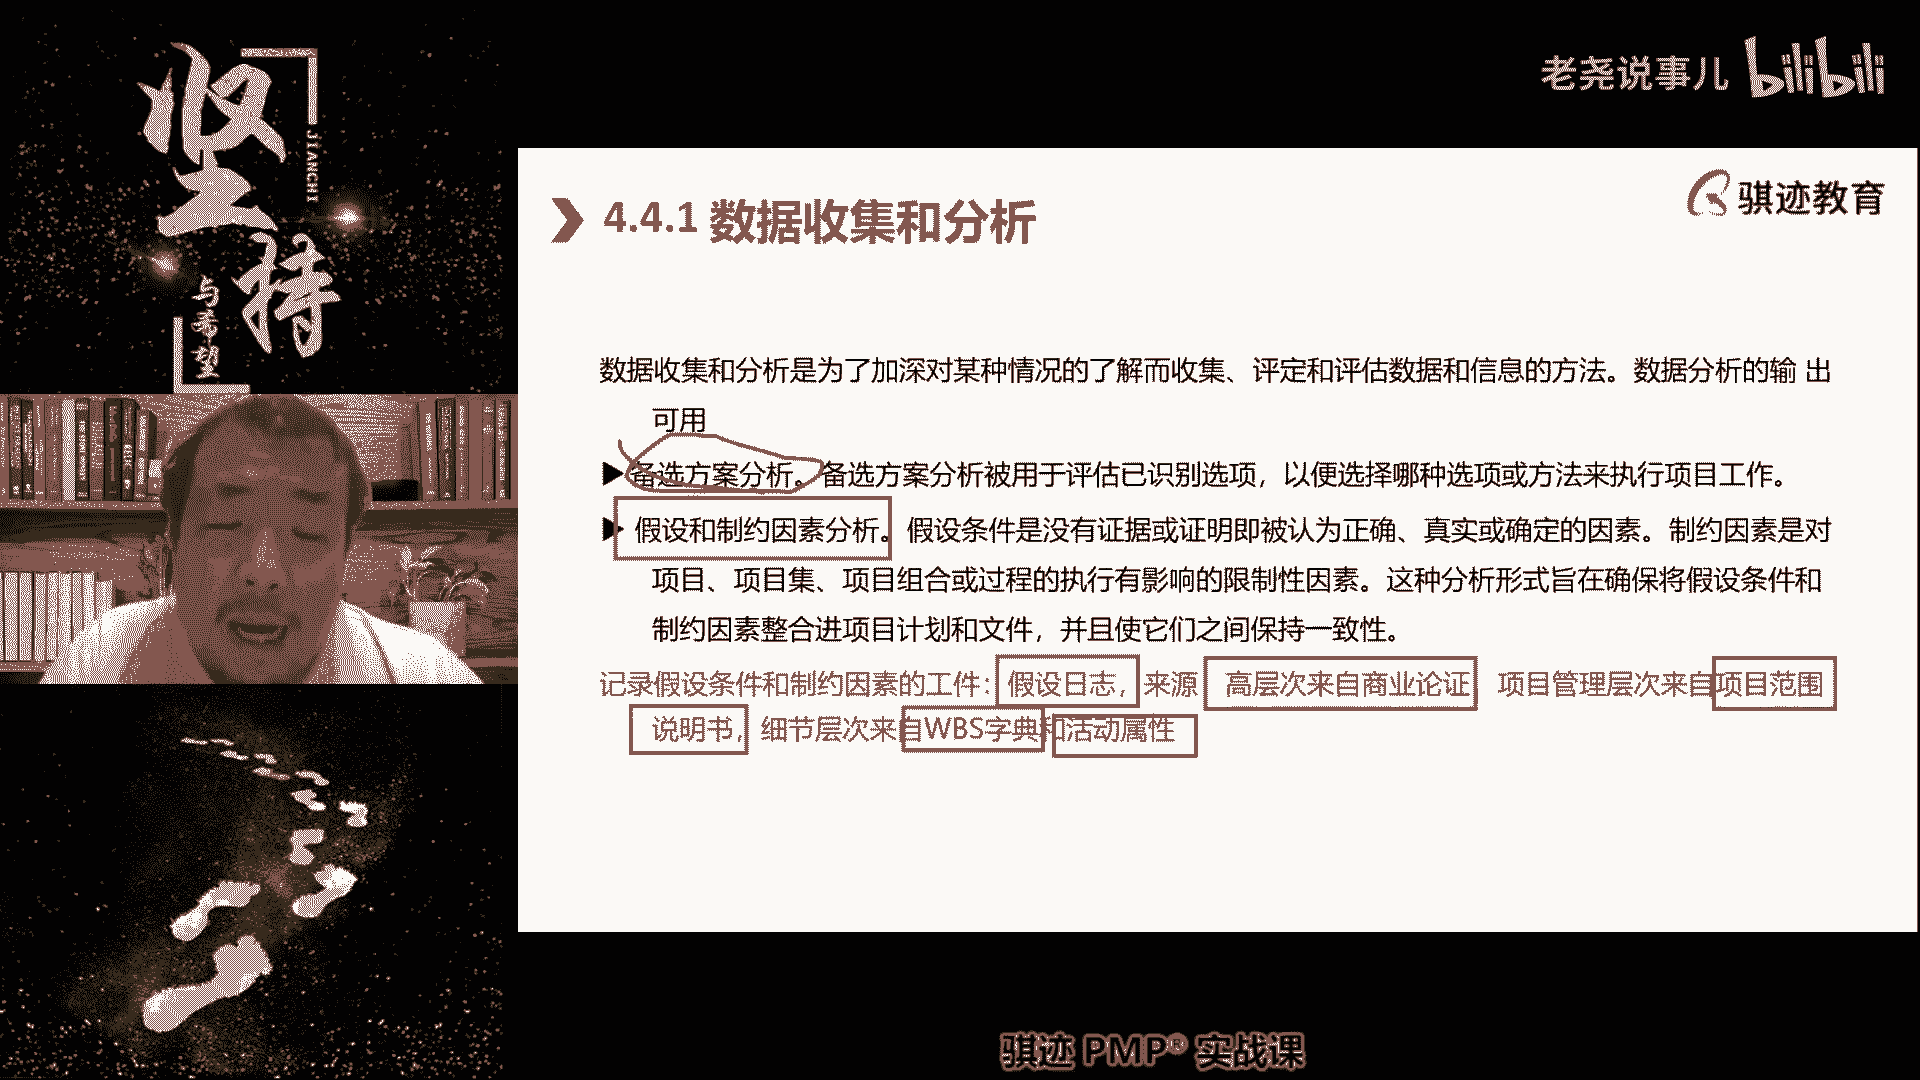 坚持
JIANCHI
与希望
老尧说事儿 bilibili
骐迹教育
4.4.1 数据收集和分析
数据收集和分析是为了加深对某种情况的了解而收集、评定和评估数据和信息的方法。数据分析的输 出
可用
备选方案分析。备选方案分析被用于评估已识别选项，以便选择哪种选项或方法来执行项目工作。
假设和制约因素分析。假设条件是没有证据或证明即被认为正确、真实或确定的因素。制约因素是对
项目、项目集、项目组合或过程的执行有影响的限制性因素。这种分析形式旨在确保将假设条件和
制约因素整合进项目计划和文件，并且使它们之间保持一致性。
记录假设条件和制约因素的工件：假设日志，来源 高层次来自商业论证 项目管理层次来自项目范围
说明书，细节层次来自WBS字典和活动属性
骐迹 PMP® 实战课